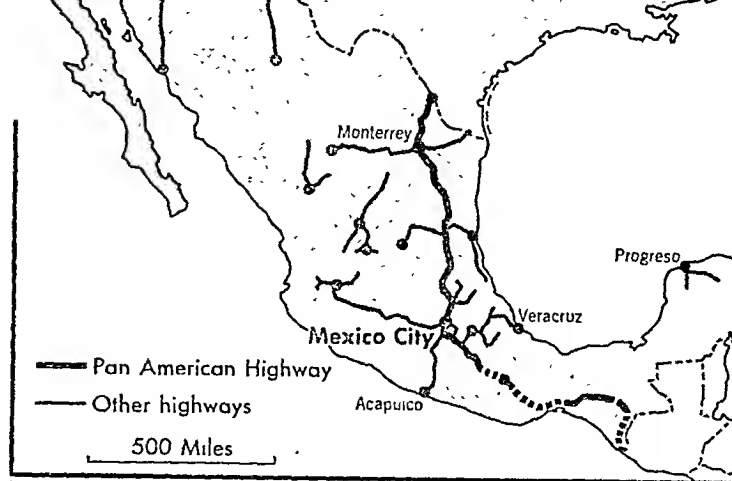 Monterrey
Progreso
Veracruz
Mexico City
Pan American Highway
Other highways
Acapulco
500 Miles